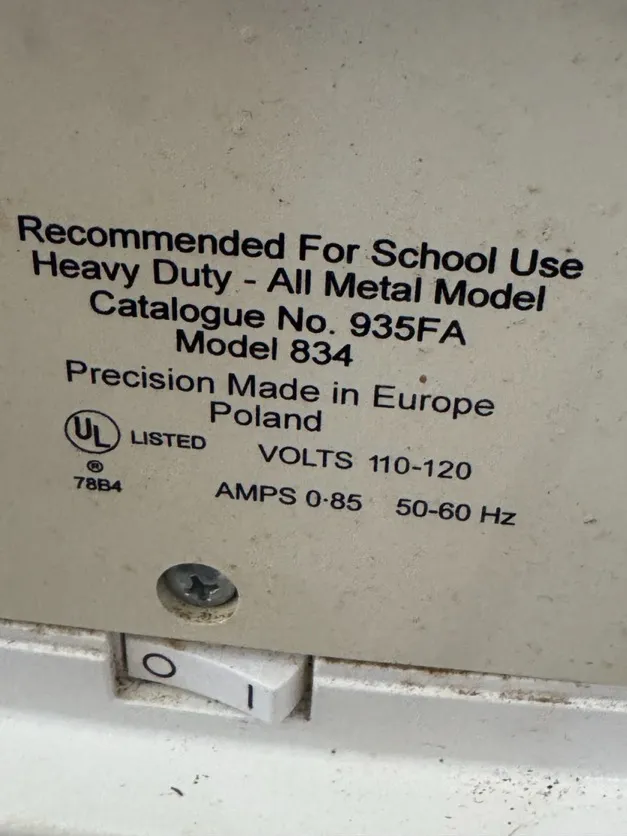 Recommended For School Use
Heavy Duty - All Metal Model
Catalogue No. 935FA
Model 834
Precision Made in Europe
Poland
UL LISTED VOLTS 110-120
®
78B4 AMPS 0·85 50-60 Hz
O I